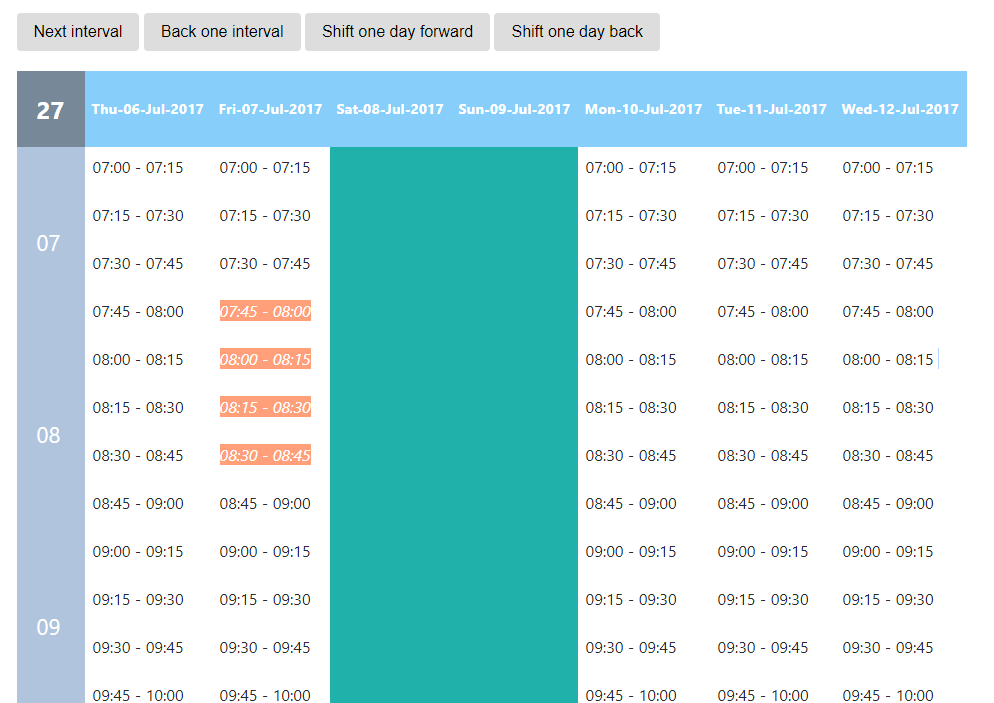 Next interval Back one interval Shift one day forward Shift one day back
27 Thu-06-Jul-2017 Fri-07-Jul-2017 Sat-08-Jul-2017 Sun-09-Jul-2017 Mon-10-Jul-2017 Tue-11-Jul-2017 Wed-12-Jul-2017
07:00 - 07:15 07:00 - 07:15 07:00 - 07:15 07:00 - 07:15 07:00 - 07:15
07:15 - 07:30 07:15 - 07:30 07:15 - 07:30 07:15 - 07:30 07:15 - 07:30
07
07:30 - 07:45 07:30 - 07:45 07:30 - 07:45 07:30 - 07:45 07:30 - 07:45
07:45 - 08:00 07:45 - 08:00 07:45 - 08:00 07:45 - 08:00 07:45 - 08:00
08:00 - 08:15 08:00 - 08:15 08:00 - 08:15 08:00 - 08:15 08:00 - 08:15
08:15 - 08:30 08:15 - 08:30 08:15 - 08:30 08:15 - 08:30 08:15 - 08:30
08
08:30 - 08:45 08:30 - 08:45 08:30 - 08:45 08:30 - 08:45 08:30 - 08:45
08:45 - 09:00 08:45 - 09:00 08:45 - 09:00 08:45 - 09:00 08:45 - 09:00
09:00 - 09:15 09:00 - 09:15 09:00 - 09:15 09:00 - 09:15 09:00 - 09:15
09:15 - 09:30 09:15 - 09:30 09:15 - 09:30 09:15 - 09:30 09:15 - 09:30
09
09:30 - 09:45 09:30 - 09:45 09:30 - 09:45 09:30 - 09:45 09:30 - 09:45
09:45 - 10:00 09:45 - 10:00 09:45 - 10:00 09:45 - 10:00 09:45 - 10:00